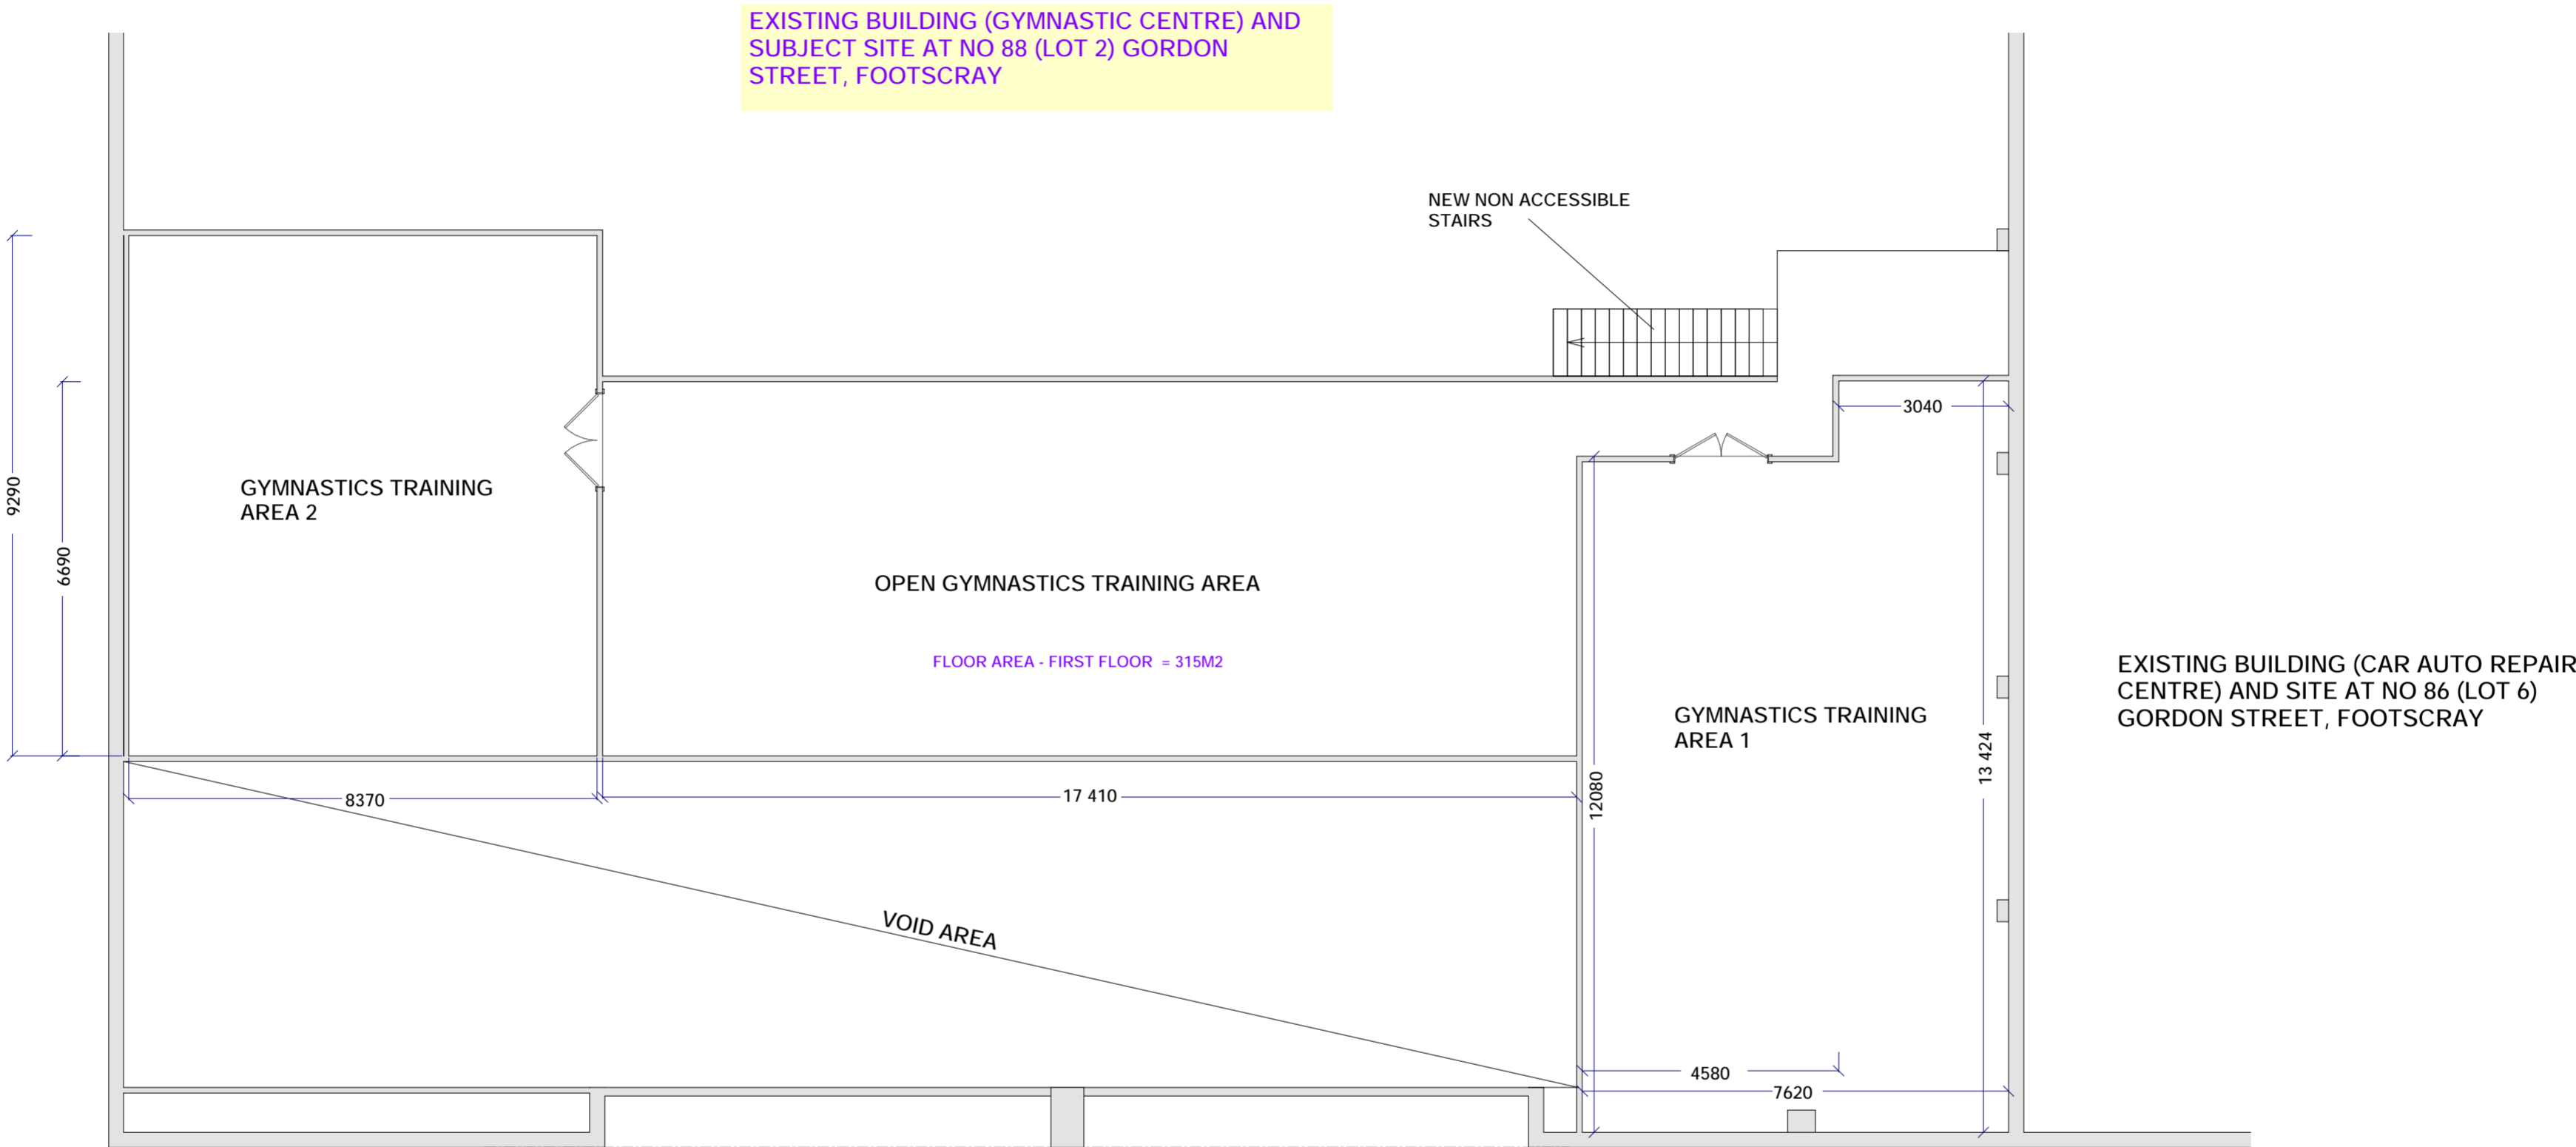 EXISTING BUILDING (GYMNASTIC CENTRE) AND
SUBJECT SITE AT NO 88 (LOT 2) GORDON
STREET, FOOTSCRAY
NEW NON ACCESSIBLE
STAIRS
3040
9290
6690
GYMNASTICS TRAINING
AREA 2
OPEN GYMNASTICS TRAINING AREA
FLOOR AREA - FIRST FLOOR = 315M2
GYMNASTICS TRAINING
AREA 1
13 424
12080
EXISTING BUILDING (CAR AUTO REPAIR
CENTRE) AND SITE AT NO 86 (LOT 6)
GORDON STREET, FOOTSCRAY
8370
17 410
VOID AREA
4580
7620